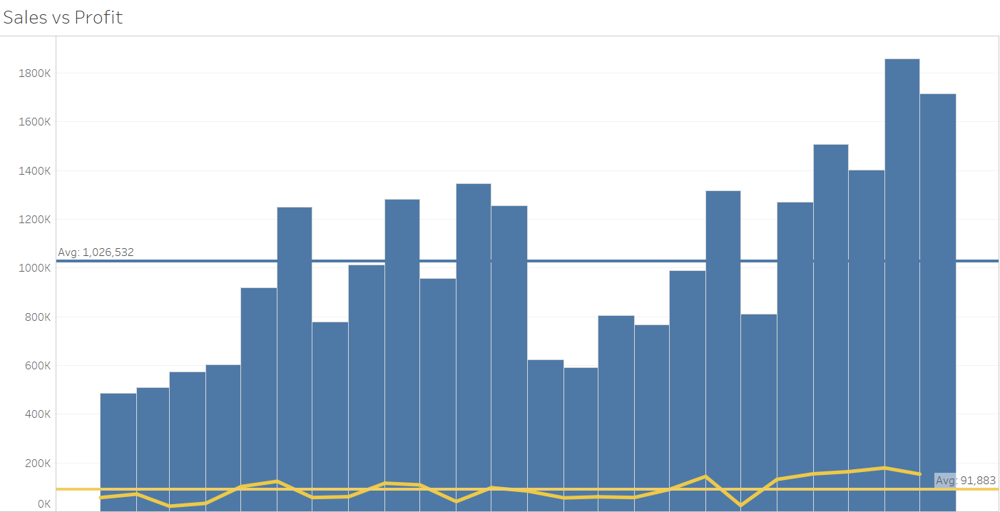 Sales vs Profit
1800K
1600K
1400K
1200K
Avg: 1,026,532
1000K
800K
600K
400K
200K
Avg: 91,883
0K